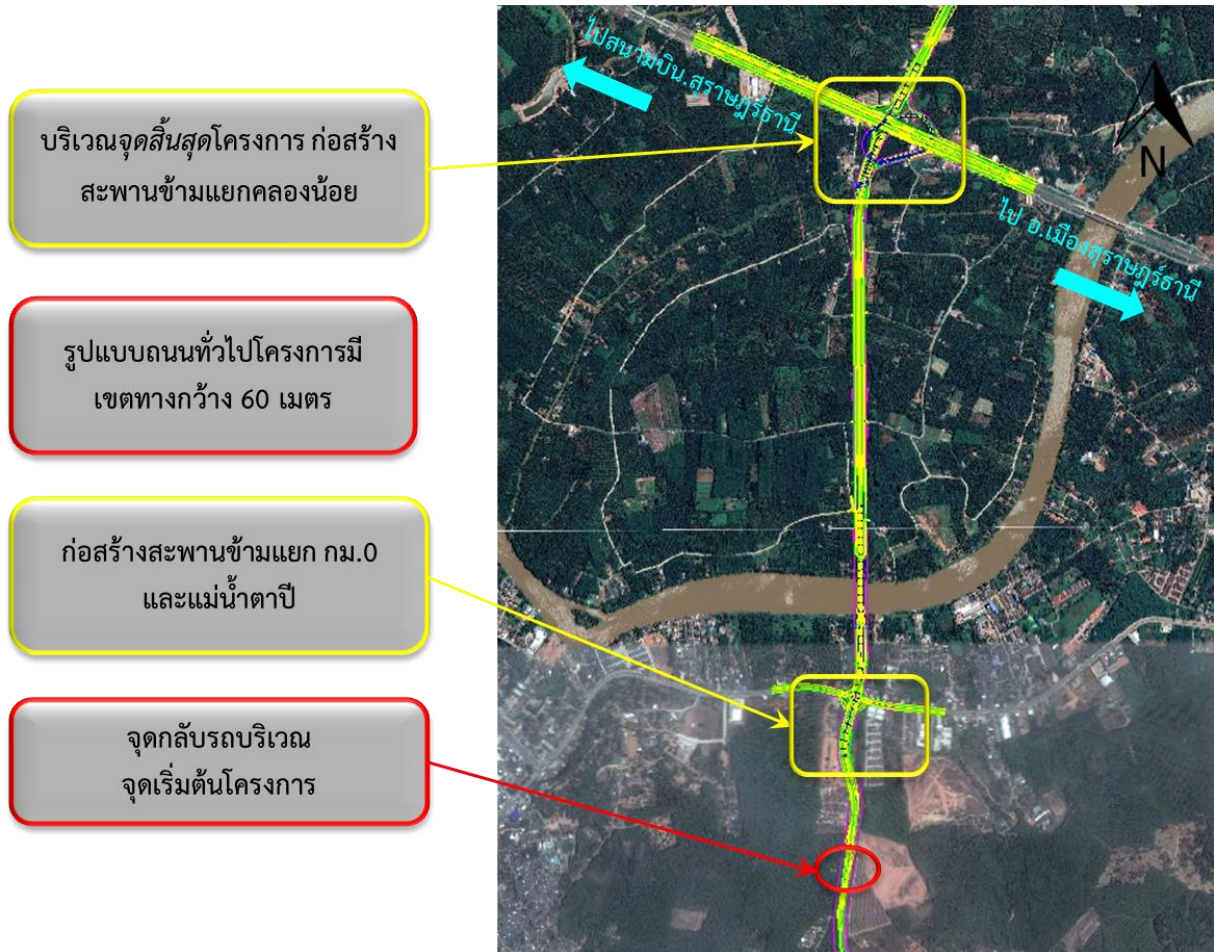 บริเวณจุดสิ้นสุดโครงการ ก่อสร้าง
สะพานข้ามแยกคลองน้อย
รูปแบบถนนทั่วไปโครงการมี
เขตทางกว้าง 60 เมตร
ก่อสร้างสะพานข้ามแยก กม.0
และแม่น้ำตาปี
จุดกลับรถบริเวณ
จุดเริ่มต้นโครงการ
ไปสนามบิน.สุราษฎร์ธานี
N
ไป อ.เมืองสุราษฎร์ธานี